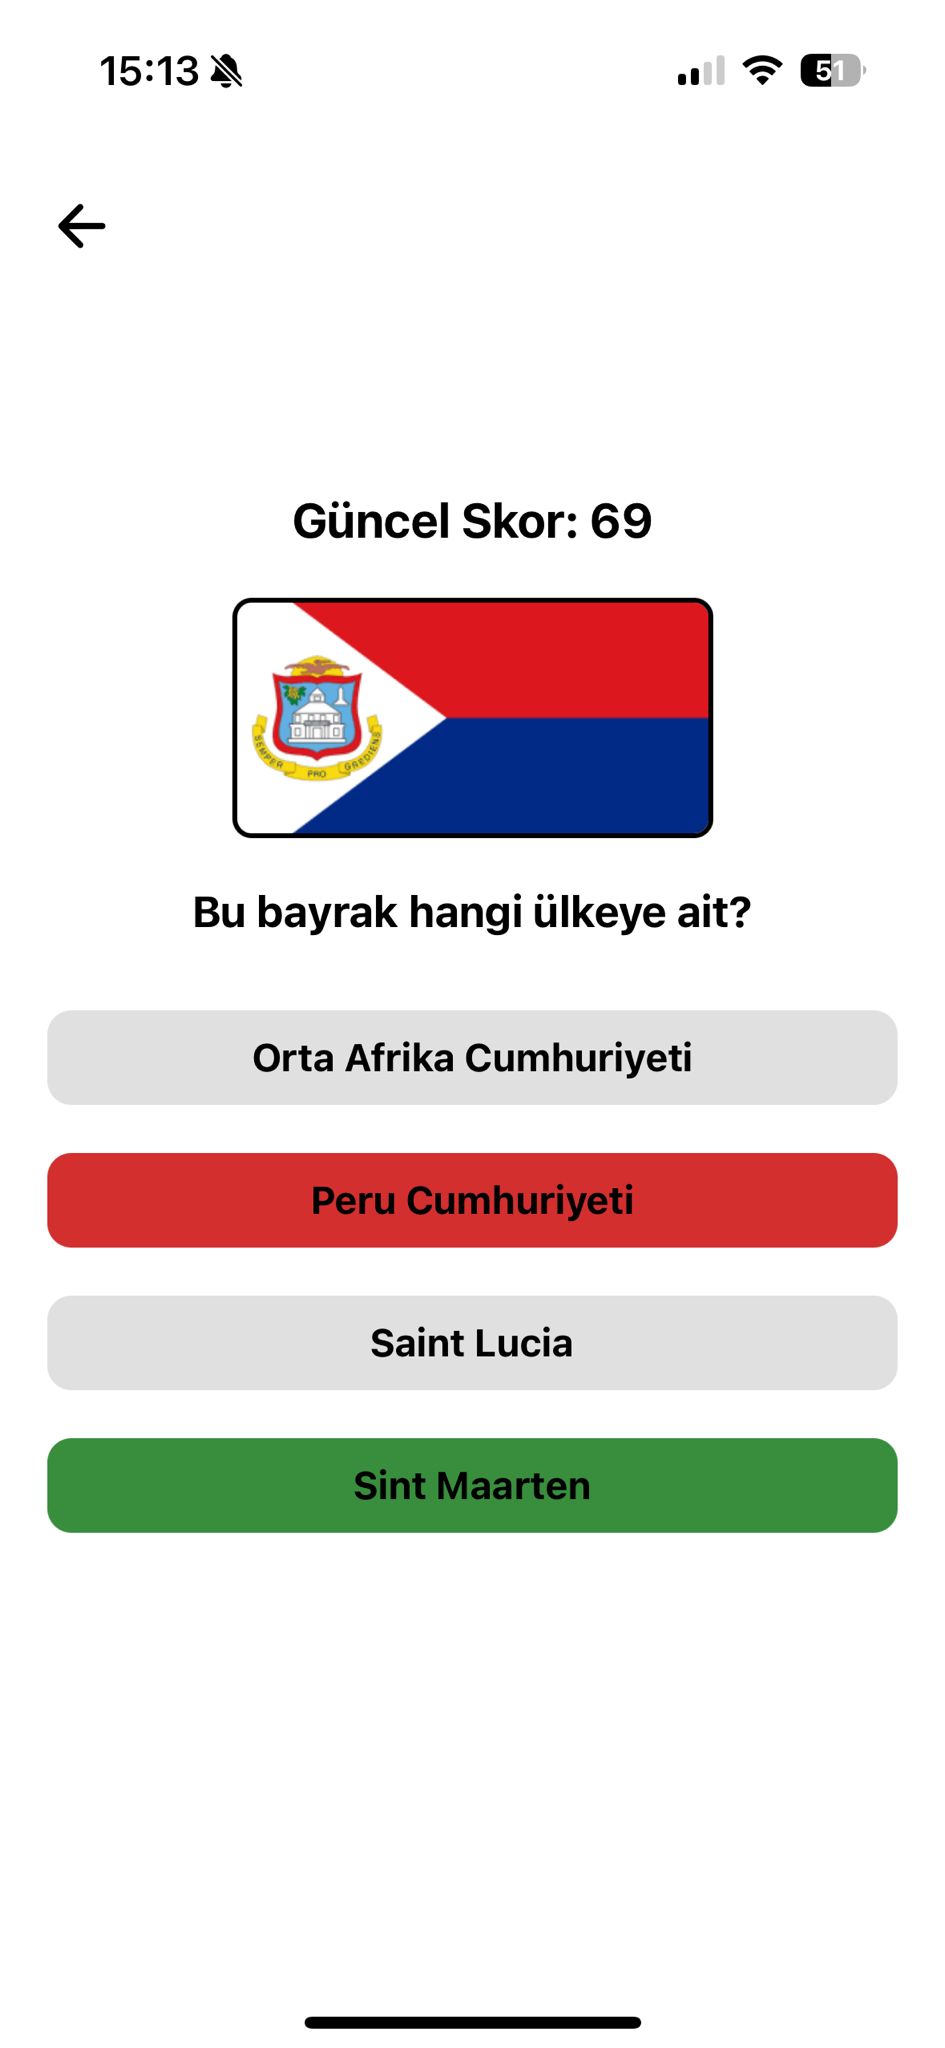 15:13
51
Güncel Skor: 69
SEMPER PRO GREDIENS
Bu bayrak hangi ülkeye ait?
Orta Afrika Cumhuriyeti
Peru Cumhuriyeti
Saint Lucia
Sint Maarten